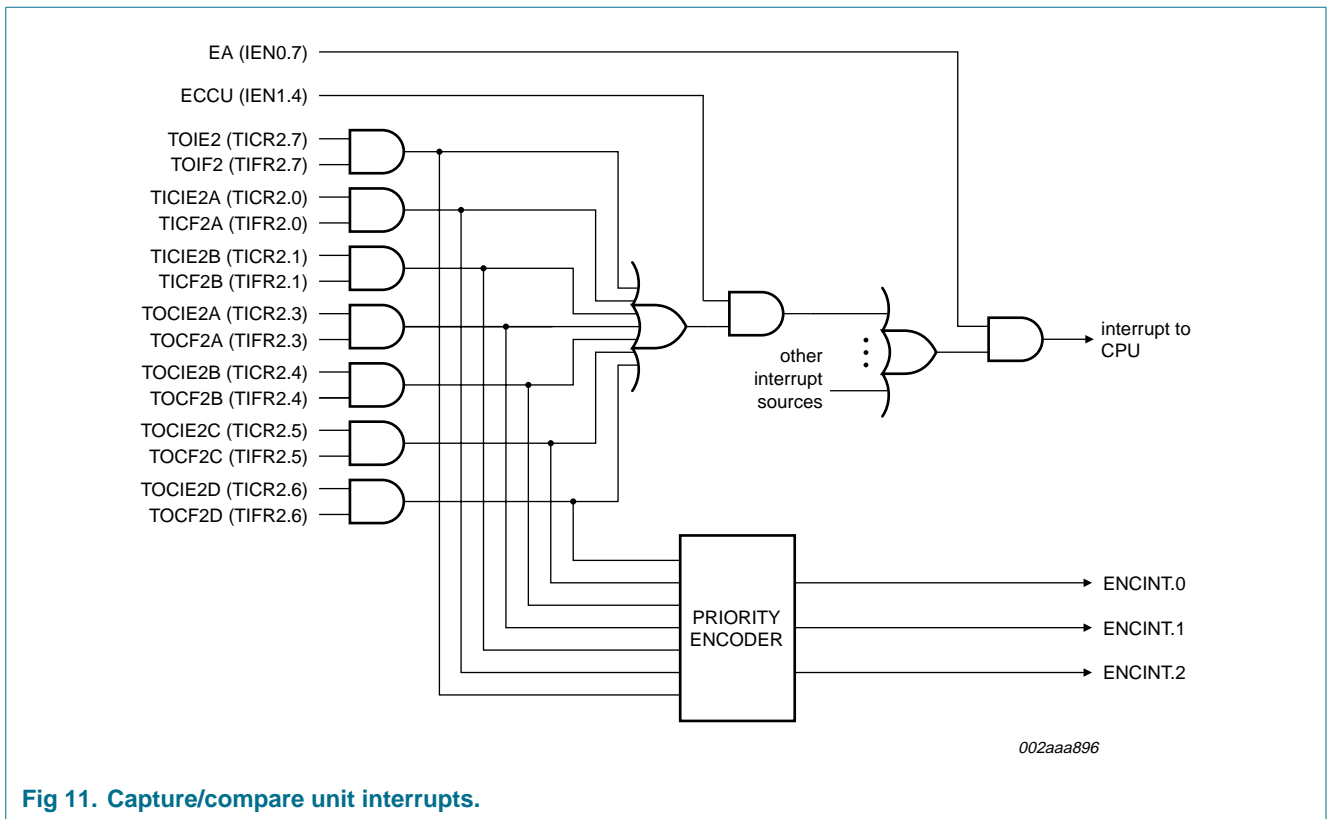 EA (IEN0.7)
ECCU (IEN1.4)
TOIE2 (TICR2.7)
TOIF2 (TIFR2.7)
TICIE2A (TICR2.0)
TICF2A (TIFR2.0)
TICIE2B (TICR2.1)
TICF2B (TIFR2.1)
TOCIE2A (TICR2.3)
TOCF2A (TIFR2.3)
TOCIE2B (TICR2.4)
TOCF2B (TIFR2.4)
TOCIE2C (TICR2.5)
TOCF2C (TIFR2.5)
TOCIE2D (TICR2.6)
TOCF2D (TIFR2.6)
other
interrupt
sources
interrupt to
CPU
PRIORITY
ENCODER
ENCINT.0
ENCINT.1
ENCINT.2
002aaa896
Fig 11. Capture/compare unit interrupts.